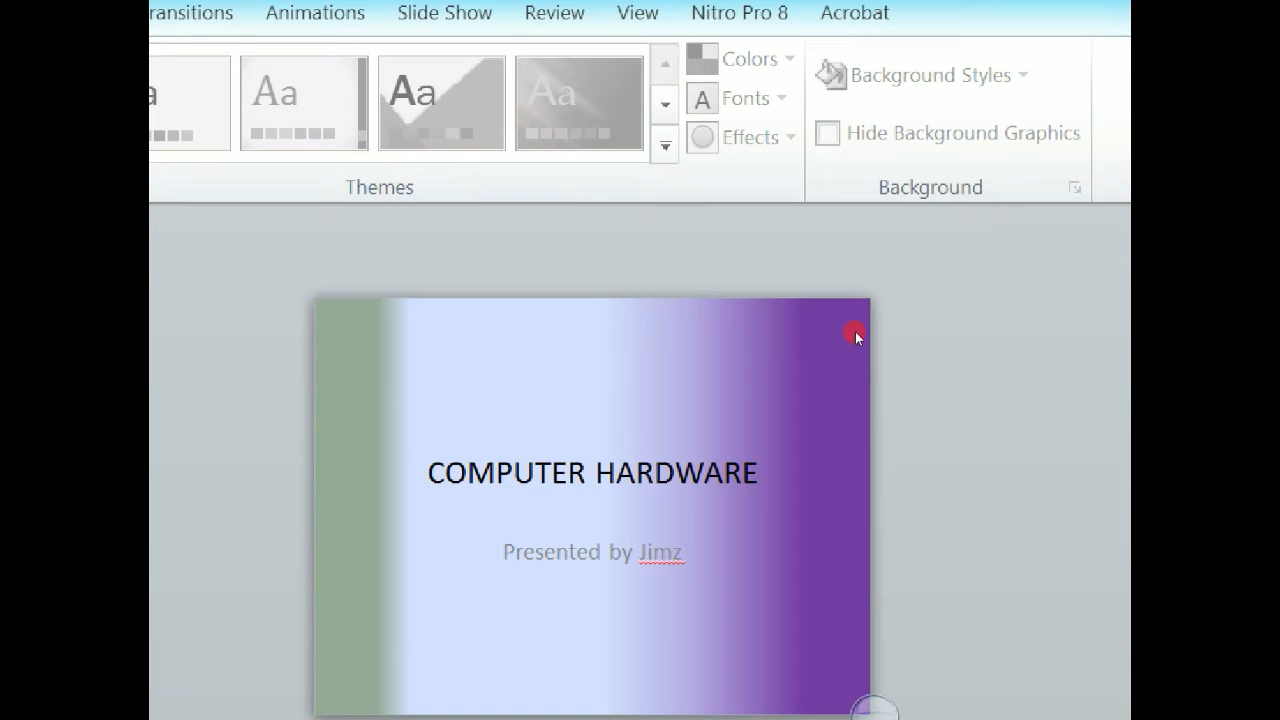 ransitions Animations Slide Show Review View Nitro Pro 8 Acrobat
a Aa Aa Aa
Colors
Fonts
Effects
Background Styles
Hide Background Graphics
Themes Background
COMPUTER HARDWARE
Presented by Jimz